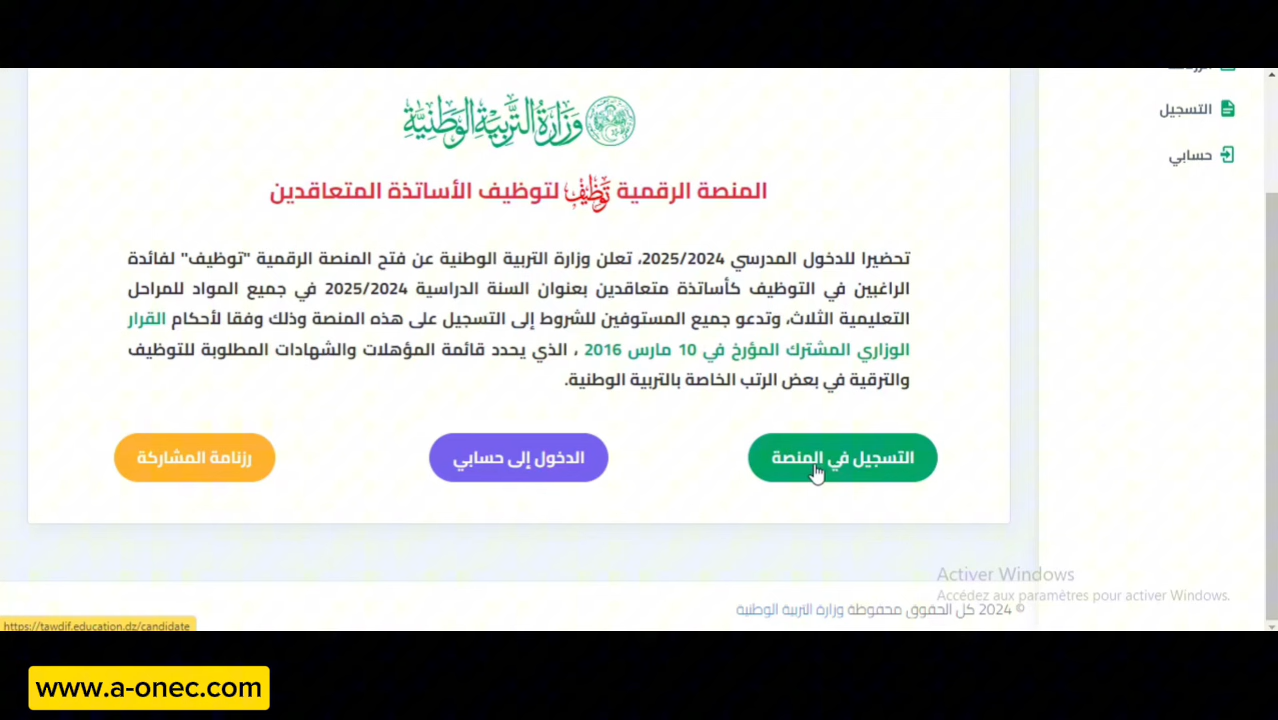 وزارة التربية الوطنية
المنصة الرقمية توظيف لتوظيف الأساتذة المتعاقدين
تحضيرا للدخول المدرسي 2025/2024، تعلن وزارة التربية الوطنية عن فتح المنصة الرقمية "توظيف" لفائدة
الراغبين في التوظيف كأساتذة متعاقدين بعنوان السنة الدراسية 2025/2024 في جميع المواد للمراحل
التعليمية الثلاث، وتدعو جميع المستوفين للشروط إلى التسجيل على هذه المنصة وذلك وفقا لأحكام القرار
الوزاري المشترك المؤرخ في 10 مارس 2016 ، الذي يحدد قائمة المؤهلات والشهادات المطلوبة للتوظيف
والترقية في بعض الرتب الخاصة بالتربية الوطنية.
التسجيل في المنصة
الدخول إلى حسابي
رزنامة المشاركة
التسجيل
حسابي
Activer Windows
Accédez aux paramètres pour activer Windows.
© 2024 كل الحقوق محفوظة وزارة التربية الوطنية
https://tawdif.education.dz/candidate
www.a-onec.com